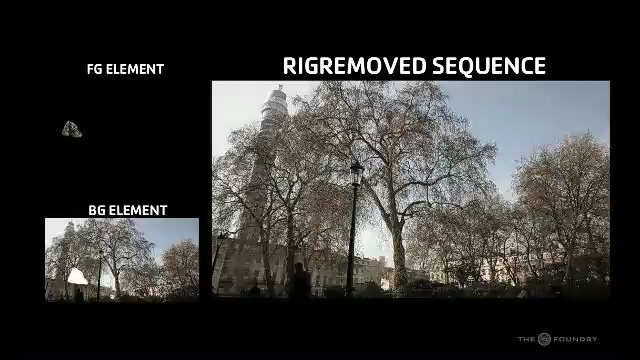 FG ELEMENT
RIGREMOVED SEQUENCE
BG ELEMENT
THE FOUNDRY